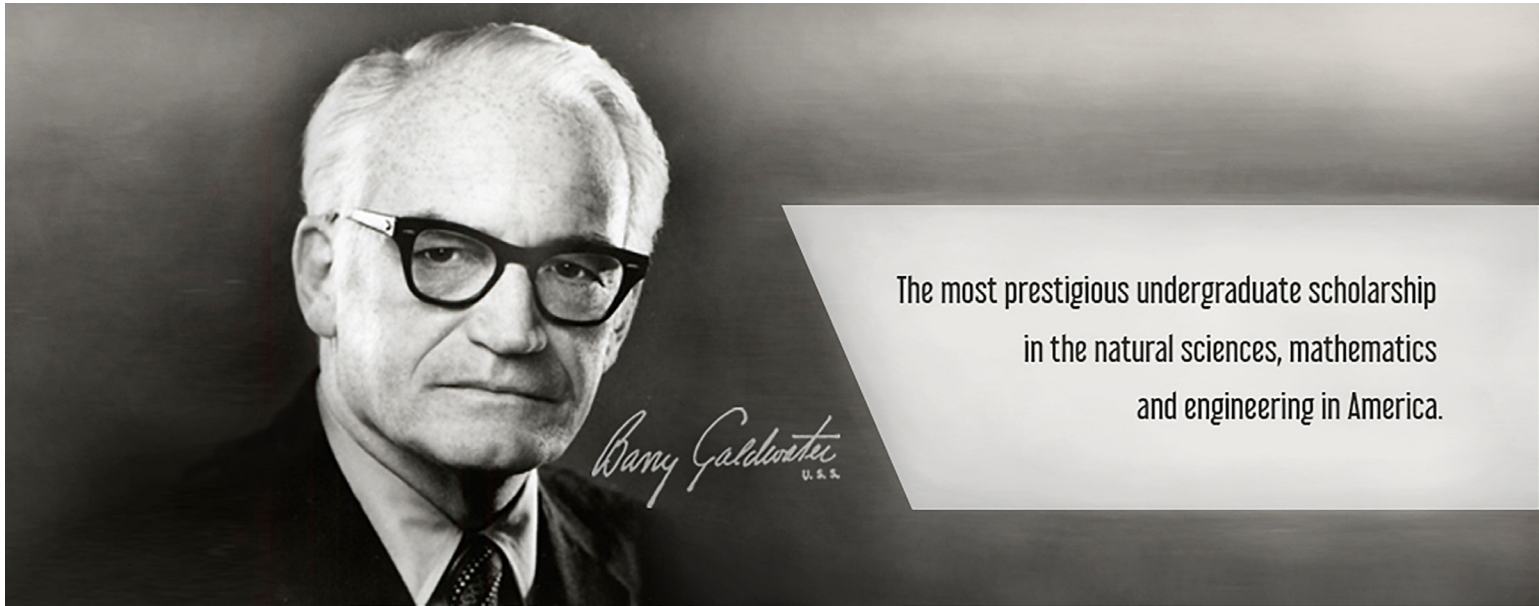 Barry Goldwater
U.S.S.
The most prestigious undergraduate scholarship
in the natural sciences, mathematics
and engineering in America.